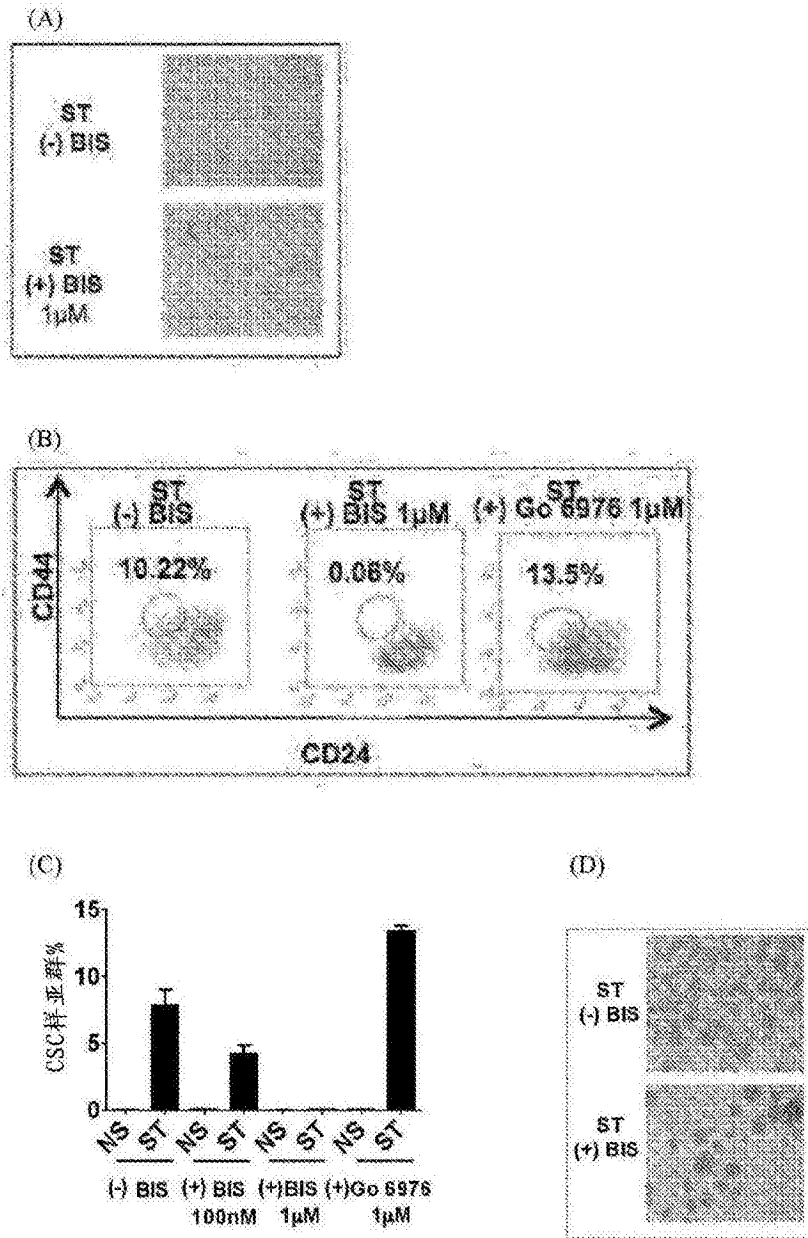 (A)
ST
(-) BIS
ST
(+) BIS
1μM
(B)
ST
(-) BIS
ST
(+) BIS 1μM
ST
(+) Go 6976 1μM
10.22%
0.06%
13.5%
CD44
CD24
(C)
15
10
5
0
CSC样亚群%
NS
ST
NS
ST
NS
ST
NS
ST
(-) BIS
(+) BIS
100nM
(+) BIS
1μM
(+) Go 6976
1μM
(D)
ST
(-) BIS
ST
(+) BIS